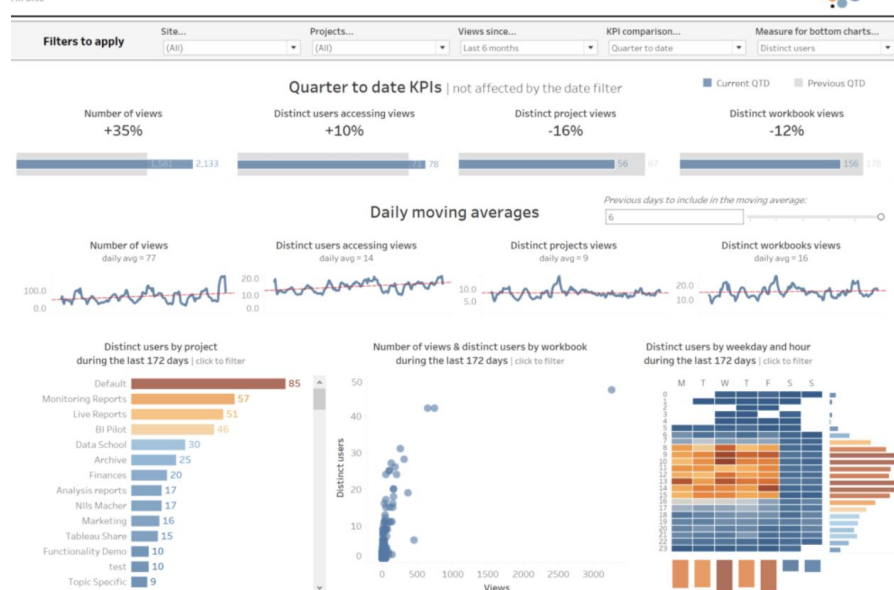 Filters to apply
Site...
(All)
Projects...
(All)
Views since...
Last 6 months
KPI comparison...
Quarter to date
Measure for bottom charts...
Distinct users
Quarter to date KPIs | not affected by the date filter
Current QTD
Previous QTD
Number of views
+35%
1,581 2,133
Distinct users accessing views
+10%
71 78
Distinct project views
-16%
56 67
Distinct workbook views
-12%
156 178
Daily moving averages
Previous days to include in the moving average:
6
Number of views
daily avg = 77
100.0
0.0
Distinct users accessing views
daily avg = 14
20.0
10.0
0.0
Distinct projects views
daily avg = 9
10.0
5.0
Distinct workbooks views
daily avg = 16
20.0
10.0
Distinct users by project
during the last 172 days | click to filter
Default 85
Monitoring Reports 57
Live Reports 51
BI Pilot 46
Data School 30
Archive 25
Finances 20
Analysis reports 17
NIls Macher 17
Marketing 16
Tableau Share 15
Functionality Demo 10
test 10
Topic Specific 9
Number of views & distinct users by workbook
during the last 172 days | click to filter
Distinct users
50
40
30
20
10
0
0 500 1000 1500 2000 2500 3000
Views
Distinct users by weekday and hour
during the last 172 days | click to filter
M T W T F S S
0
1
2
3
4
5
6
7
8
9
10
11
12
13
14
15
16
17
18
19
20
21
22
23